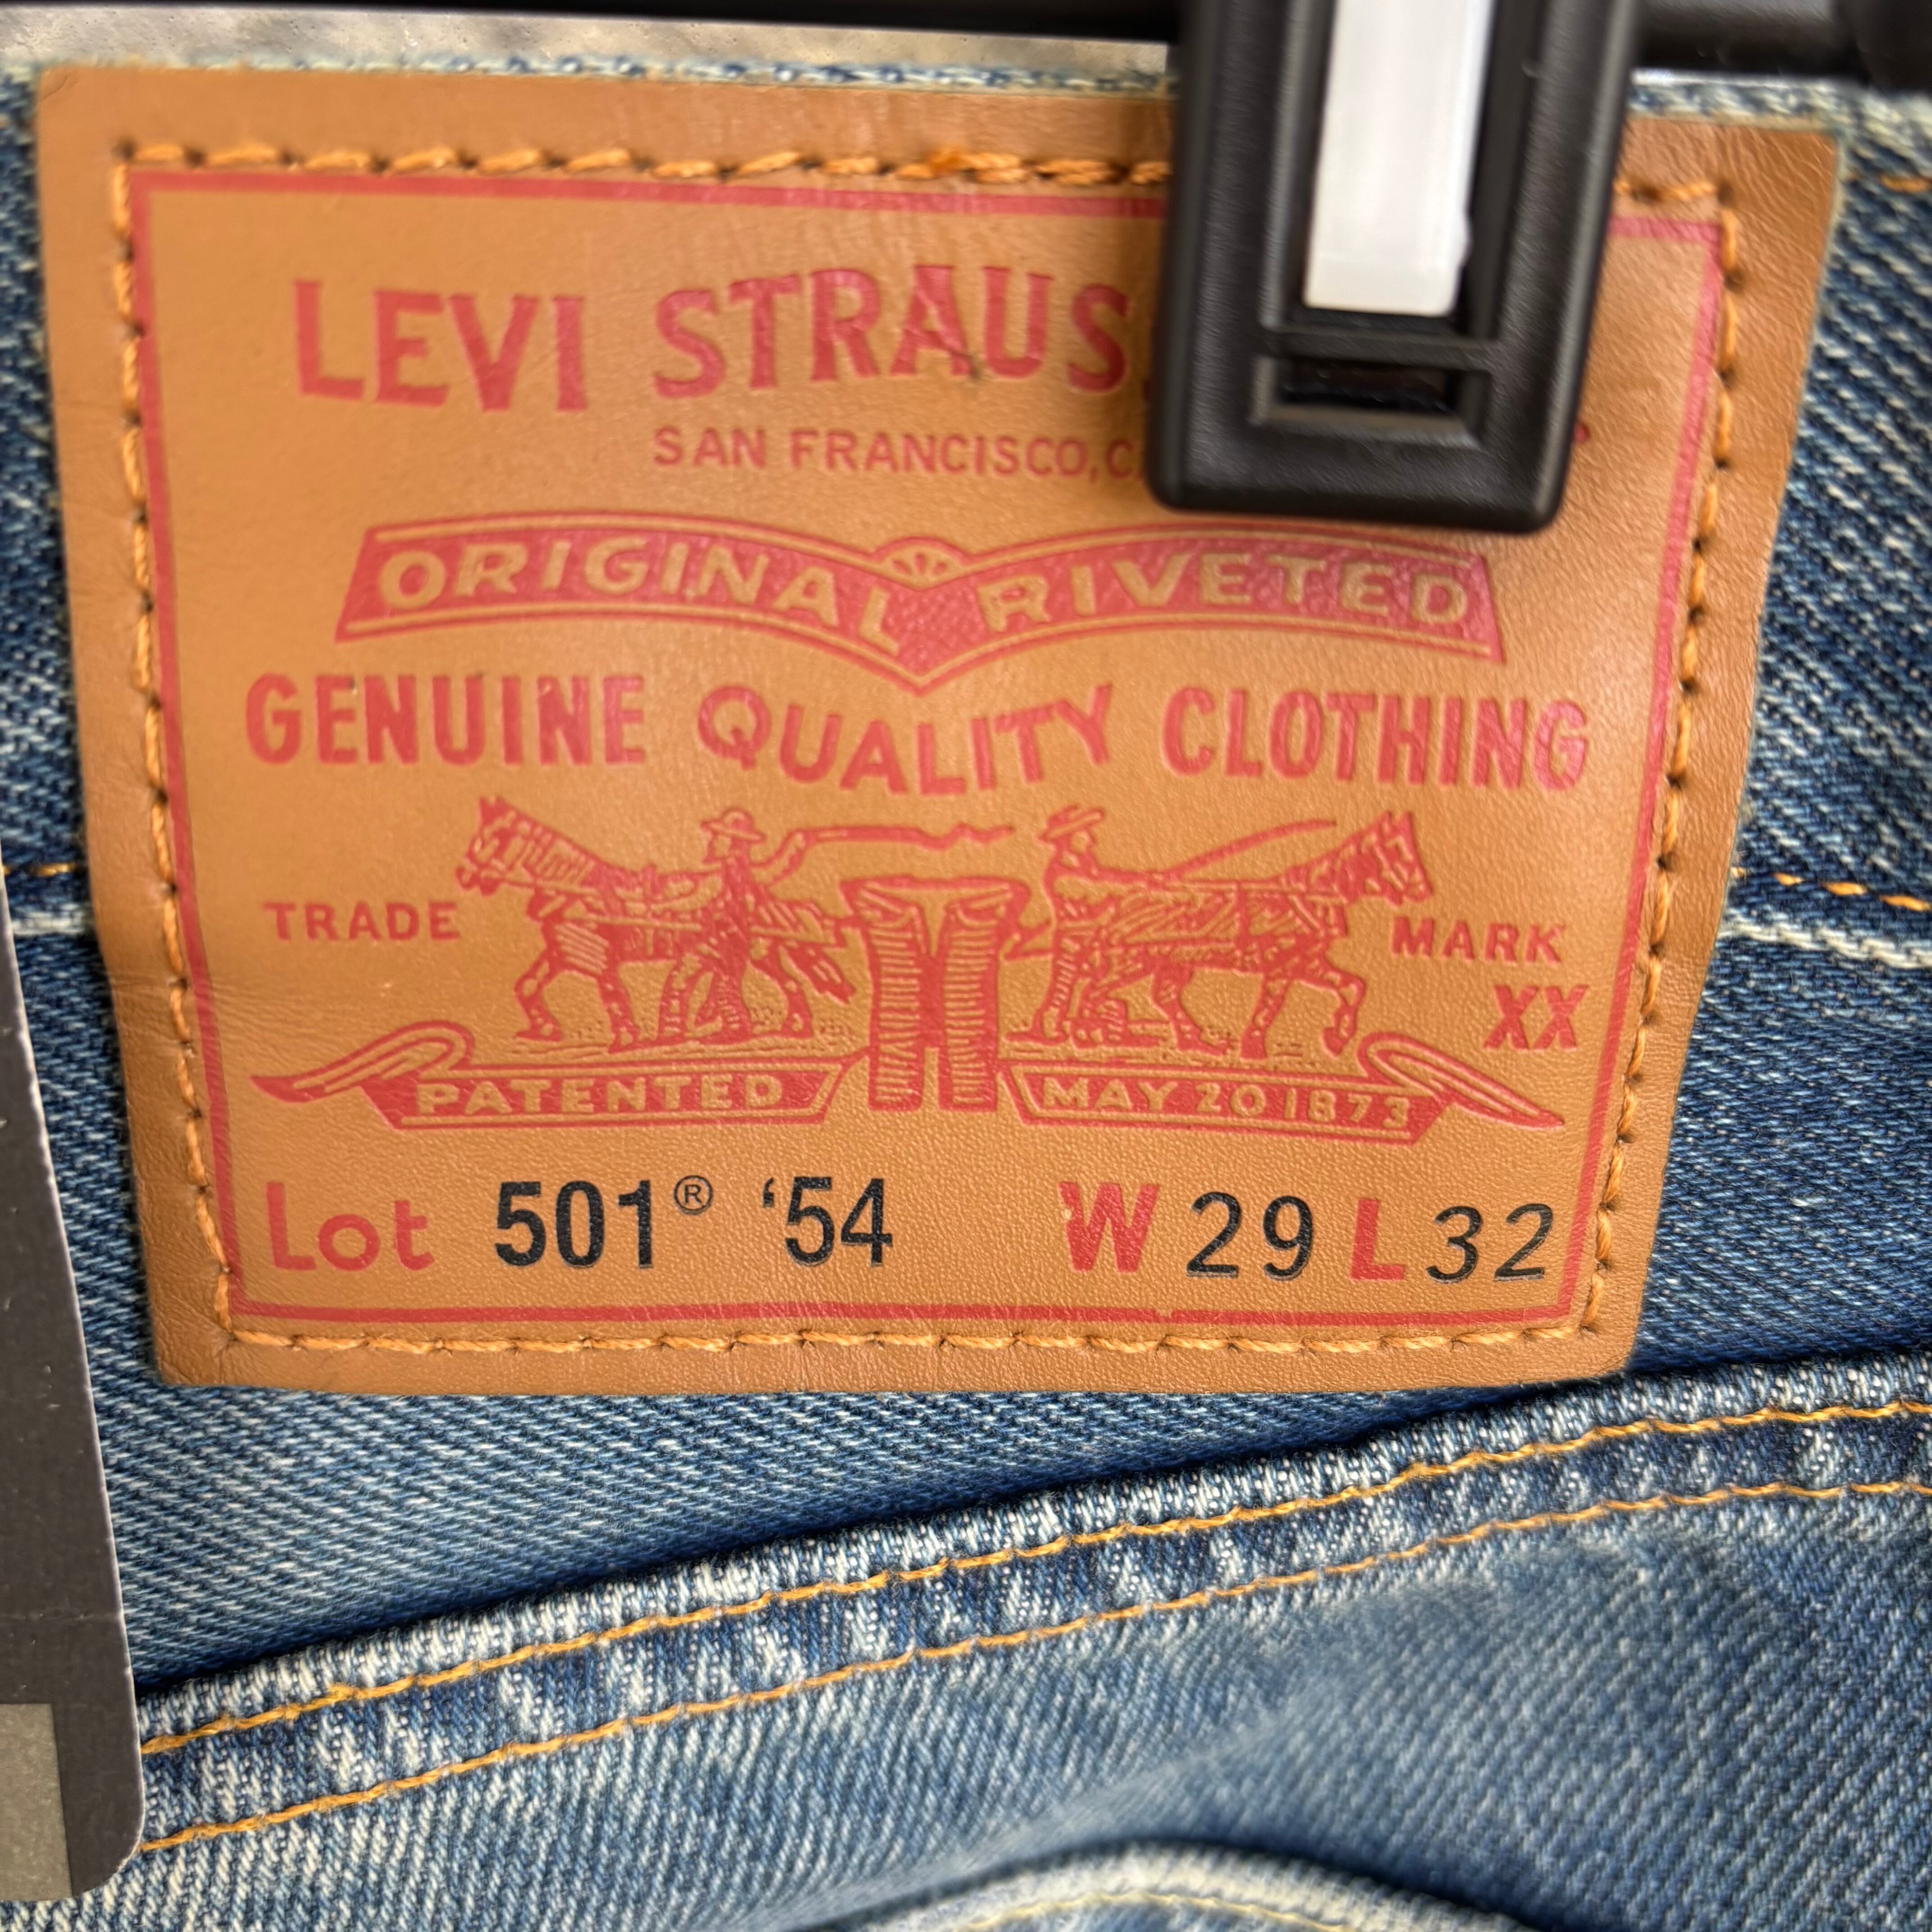 LEVI STRAUS
SAN FRANCISCO, C
ORIGINAL RIVETED
GENUINE QUALITY CLOTHING
TRADE MARK
XX
PATENTED MAY 20 1873
Lot 501® ‘54 W 29 L 32